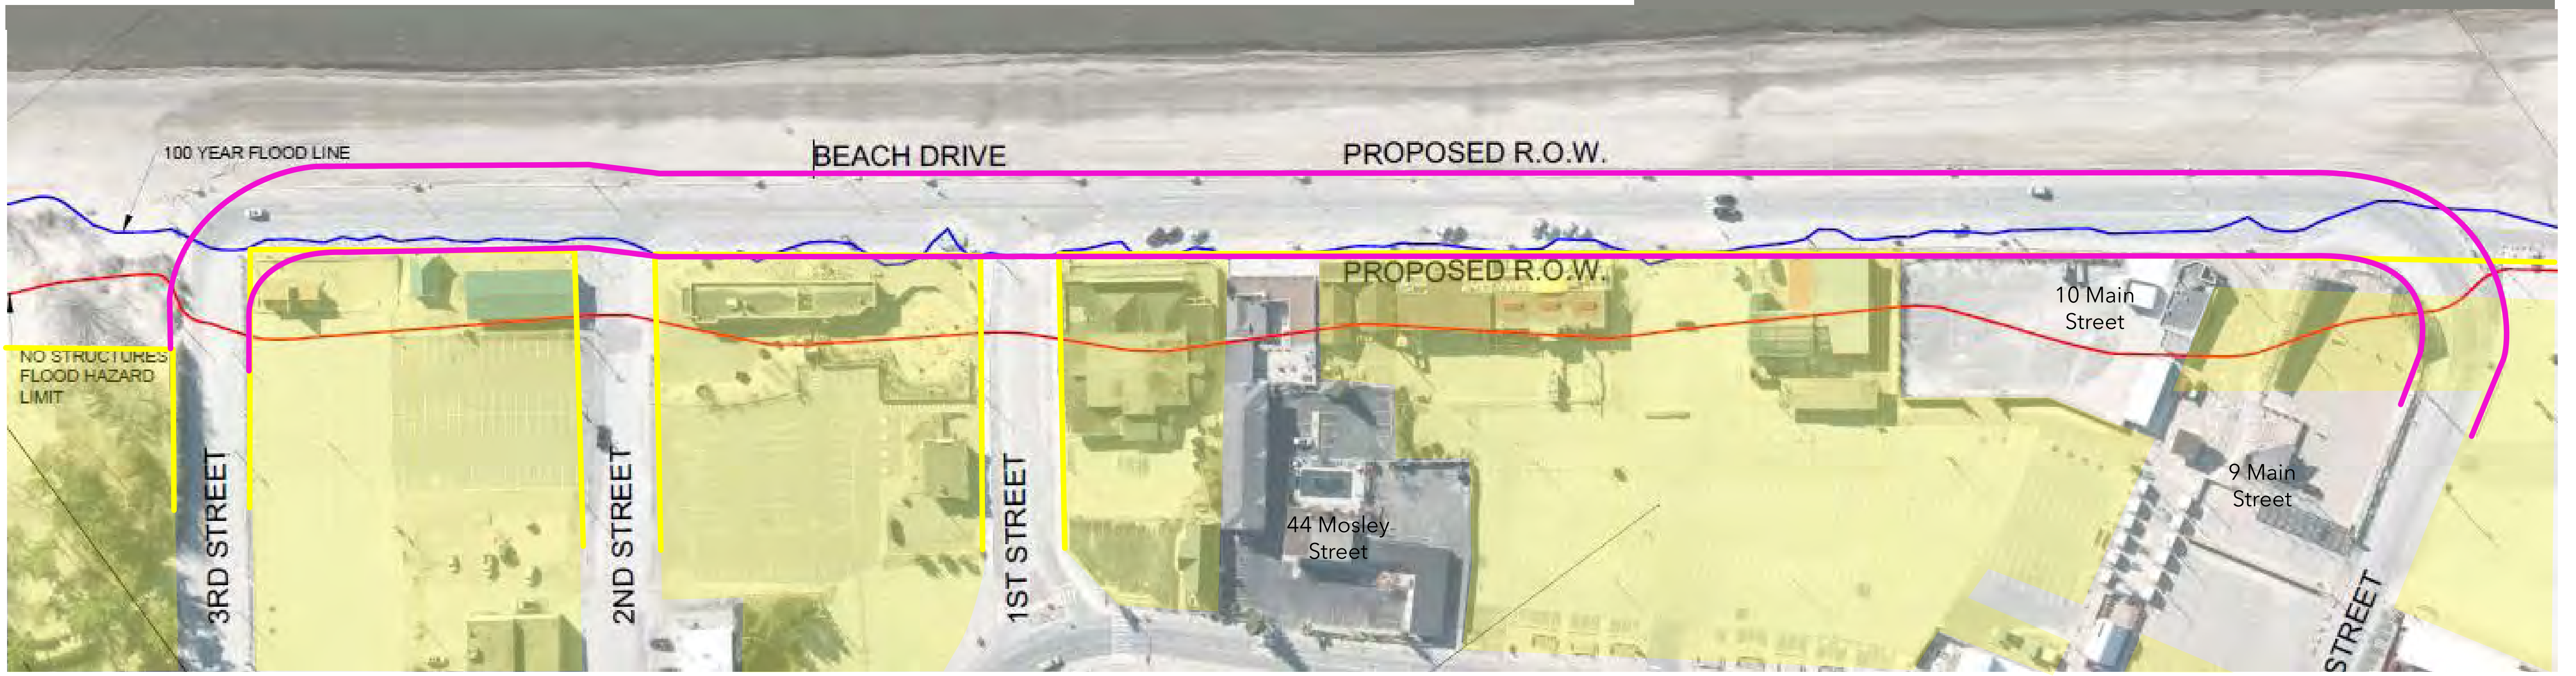 100 YEAR FLOOD LINE
BEACH DRIVE
PROPOSED R.O.W.
PROPOSED R.O.W.
10 Main
Street
NO STRUCTURES
FLOOD HAZARD
LIMIT
3RD STREET
2ND STREET
1ST STREET
44 Mosley
Street
9 Main
Street
STREET